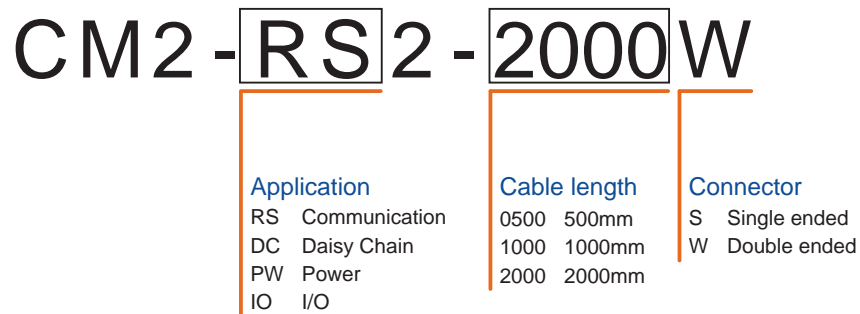 CM2-RS2-2000W
Application
RS Communication
DC Daisy Chain
PW Power
IO I/O
Cable length
0500 500mm
1000 1000mm
2000 2000mm
Connector
S Single ended
W Double ended